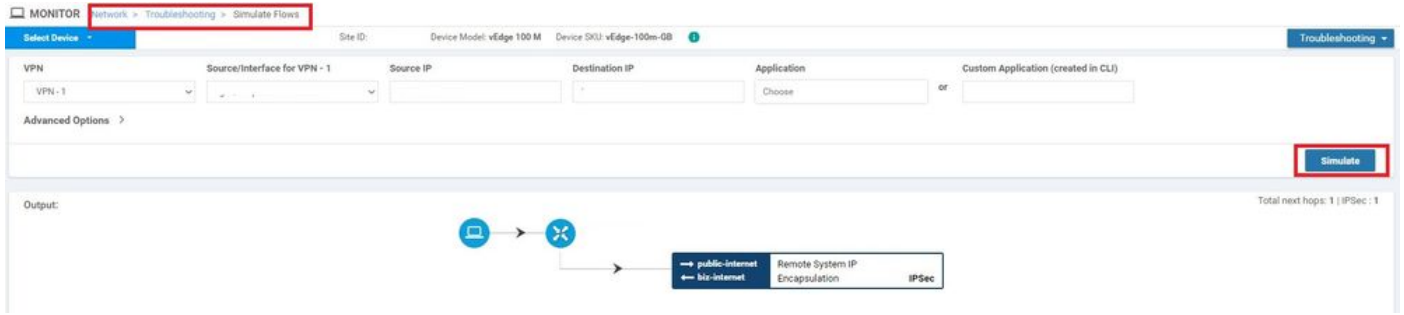 MONITOR Network > Troubleshooting > Simulate Flows
Select Device Site ID: Device Model: vEdge 100 M Device SKU: vEdge-100m-GB Troubleshooting
VPN Source/Interface for VPN - 1 Source IP Destination IP Application Custom Application (created in CLI)
VPN - 1 Choose or
Advanced Options >
Simulate
Output: Total next hops: 1 | IPSec : 1
public-internet Remote System IP
biz-internet Encapsulation IPSec